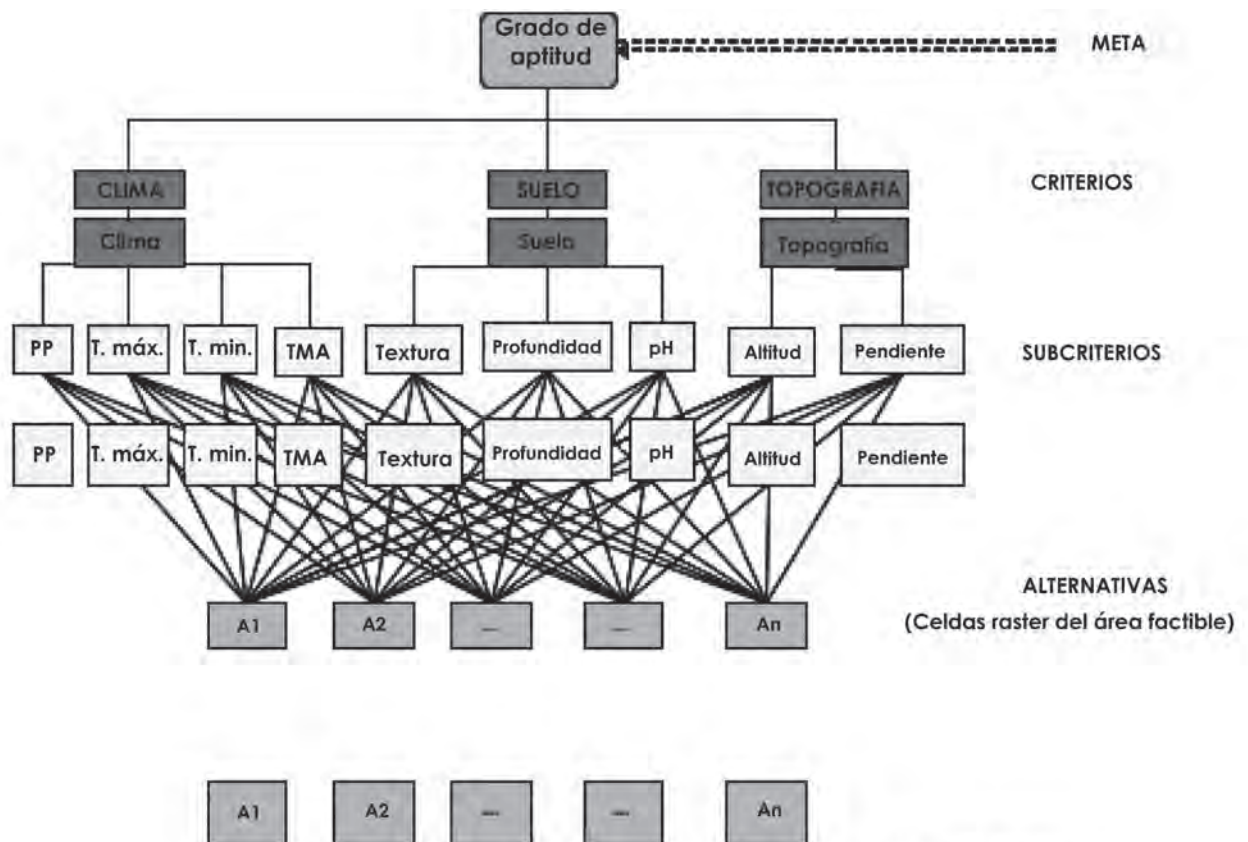 Grado de
aptitud
META
CLIMA
SUELO
TOPOGRAFIA
CRITERIOS
Clima
Suelo
Topografía
PP
T. máx.
T. min.
TMA
Textura
Profundidad
pH
Altitud
Pendiente
SUBCRITERIOS
PP
T. máx.
T. min.
TMA
Textura
Profundidad
pH
Altitud
Pendiente
ALTERNATIVAS
(Celdas raster del área factible)
A1
A2
...
...
An
A1
A2
...
...
An